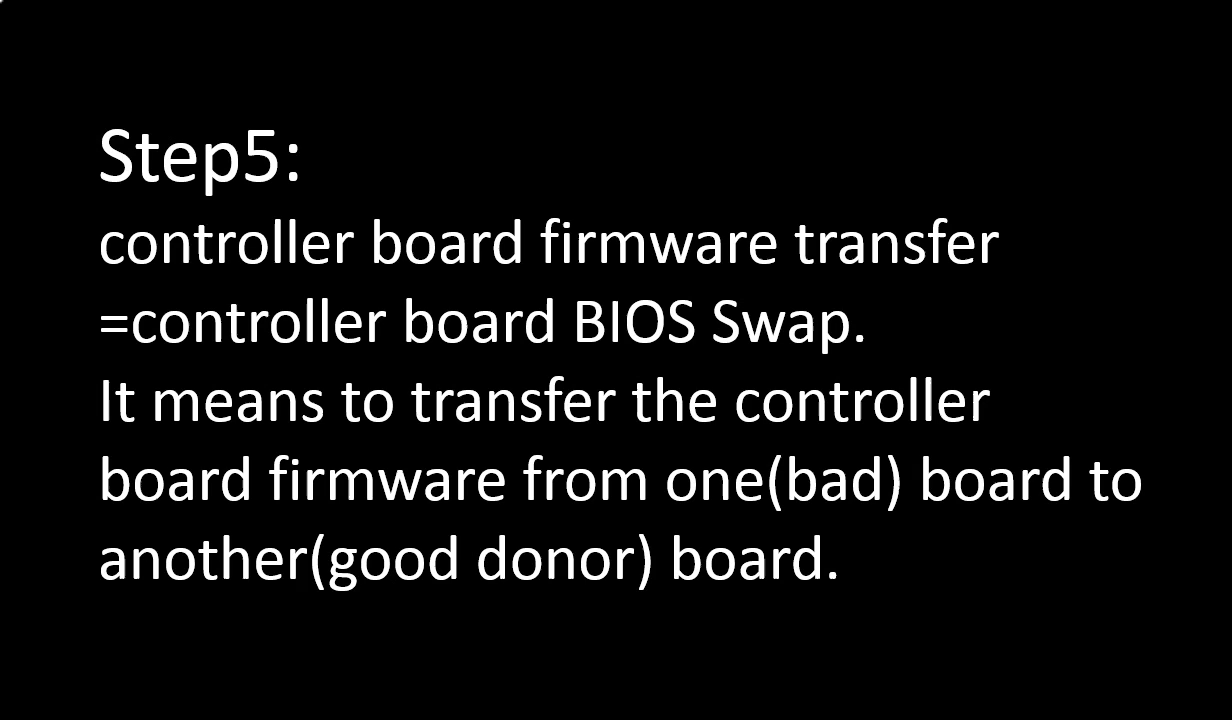 Step5:
controller board firmware transfer
=controller board BIOS Swap.
It means to transfer the controller
board firmware from one(bad) board to
another(good donor) board.